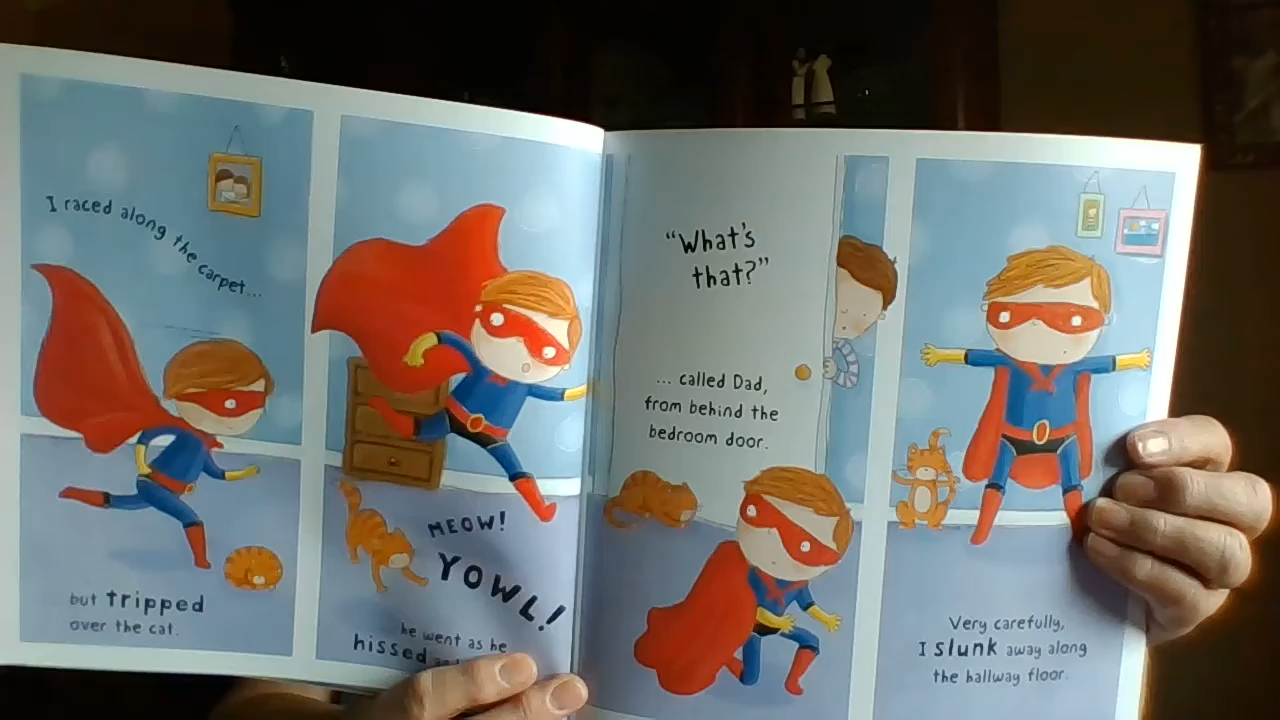 I raced along the carpet...
but tripped
over the cat.
MEOW!
YOWL!
he went as he
hissed
"What's
that?"
... called Dad,
from behind the
bedroom door.
Very carefully,
I slunk away along
the hallway floor.